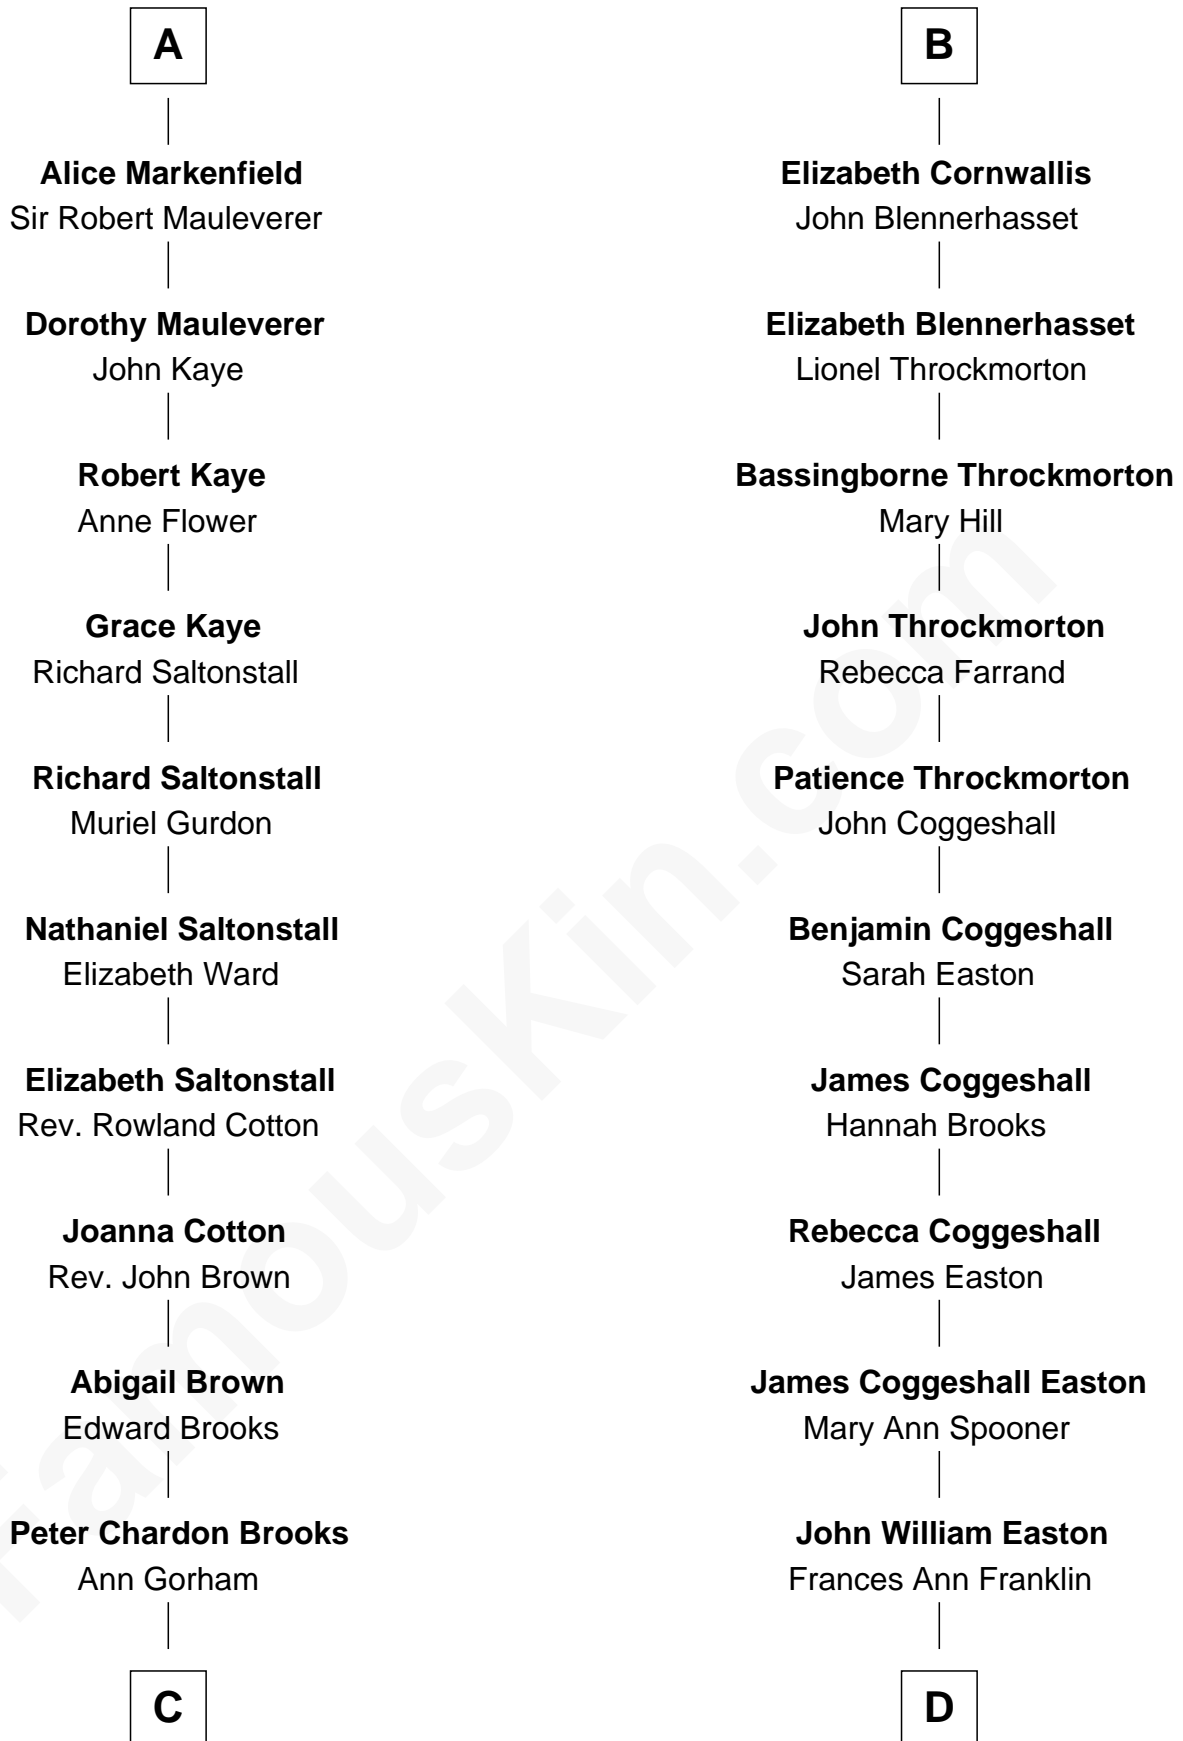 A
Alice Markenfield
Sir Robert Mauleverer
Dorothy Mauleverer
John Kaye
Robert Kaye
Anne Flower
Grace Kaye
Richard Saltonstall
Richard Saltonstall
Muriel Gurdon
Nathaniel Saltonstall
Elizabeth Ward
Elizabeth Saltonstall
Rev. Rowland Cotton
Joanna Cotton
Rev. John Brown
Abigail Brown
Edward Brooks
Peter Chardon Brooks
Ann Gorham
C
B
Elizabeth Cornwallis
John Blennerhasset
Elizabeth Blennerhasset
Lionel Throckmorton
Bassingborne Throckmorton
Mary Hill
John Throckmorton
Rebecca Farrand
Patience Throckmorton
John Coggeshall
Benjamin Coggeshall
Sarah Easton
James Coggeshall
Hannah Brooks
Rebecca Coggeshall
James Easton
James Coggeshall Easton
Mary Ann Spooner
John William Easton
Frances Ann Franklin
D
FamousKin.com